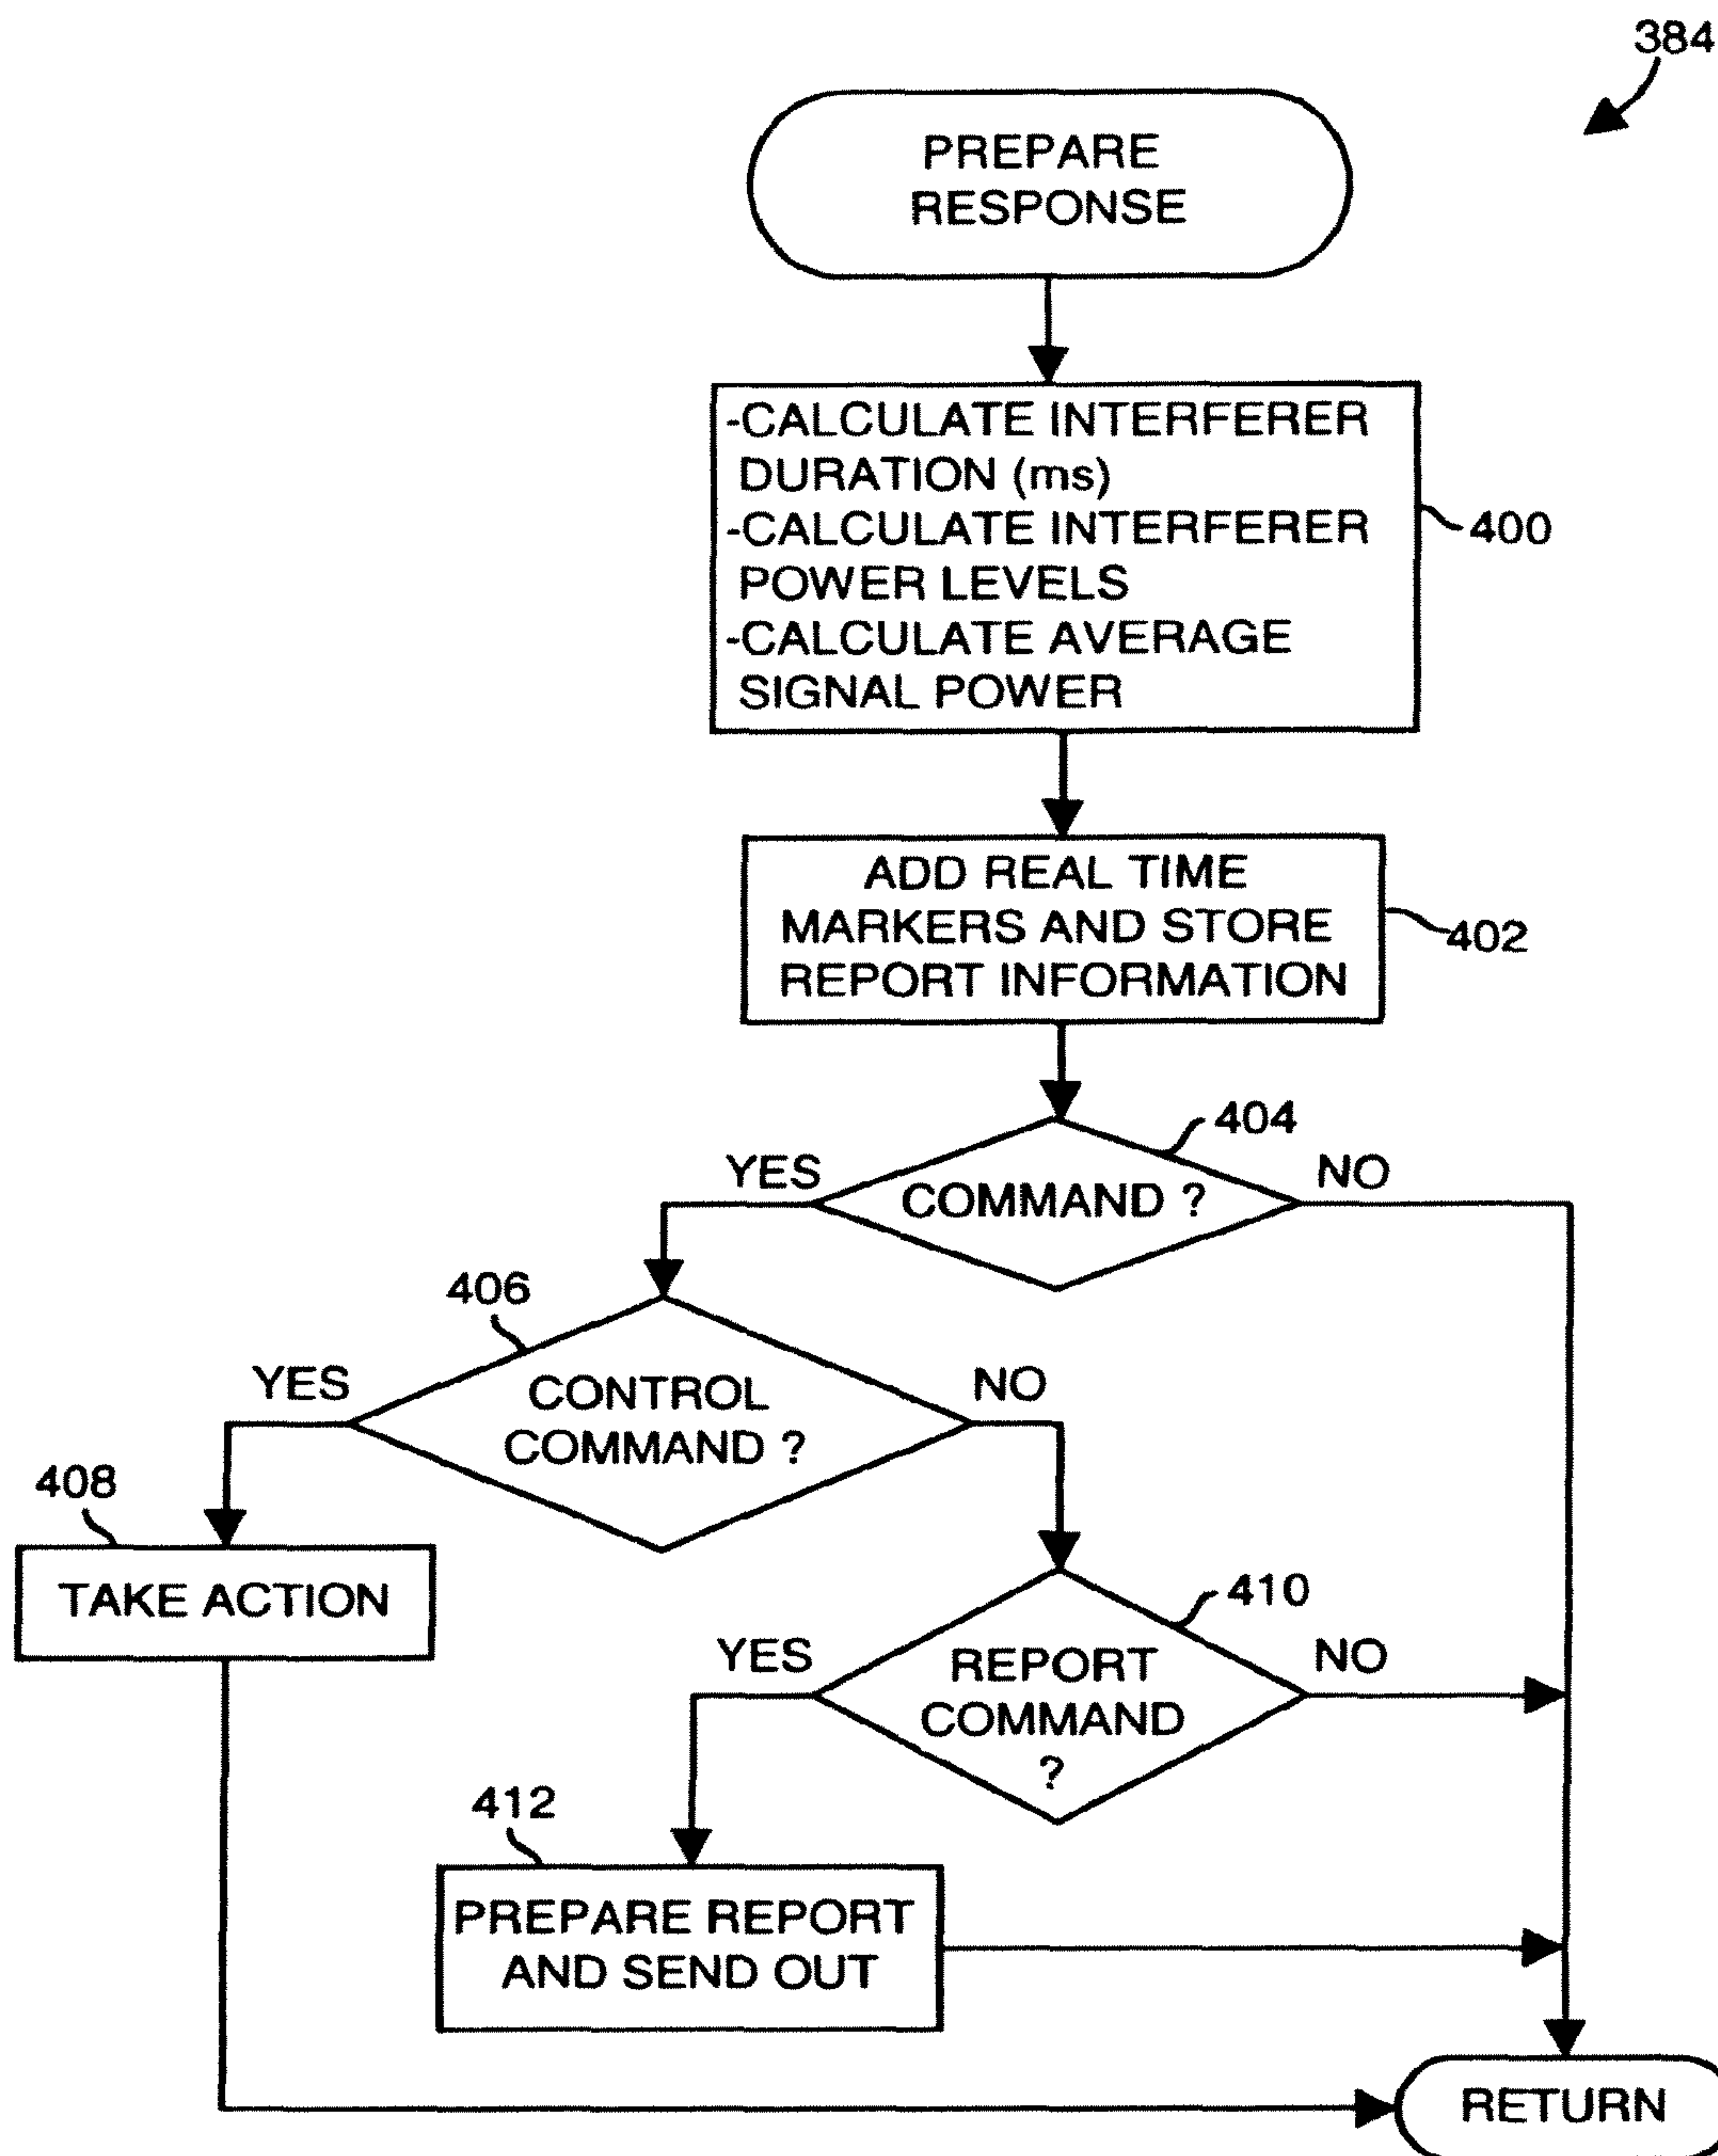 384
PREPARE
RESPONSE
-CALCULATE INTERFERER
DURATION (ms)
-CALCULATE INTERFERER
POWER LEVELS
-CALCULATE AVERAGE
SIGNAL POWER
400
ADD REAL TIME
MARKERS AND STORE
REPORT INFORMATION
402
404
YES
COMMAND ?
NO
406
YES
CONTROL
COMMAND ?
NO
408
TAKE ACTION
410
YES
REPORT
COMMAND
?
NO
412
PREPARE REPORT
AND SEND OUT
RETURN